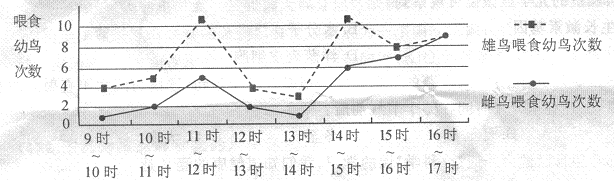 喂食
幼鸟
次数
10
8
6
4
2
0
雄鸟喂食幼鸟次数
雌鸟喂食幼鸟次数
9时 10时 11时 12时 13时 14时 15时 16时
~ ~ ~ ~ ~ ~ ~ ~
10时 11时 12时 13时 14时 15时 16时 17时